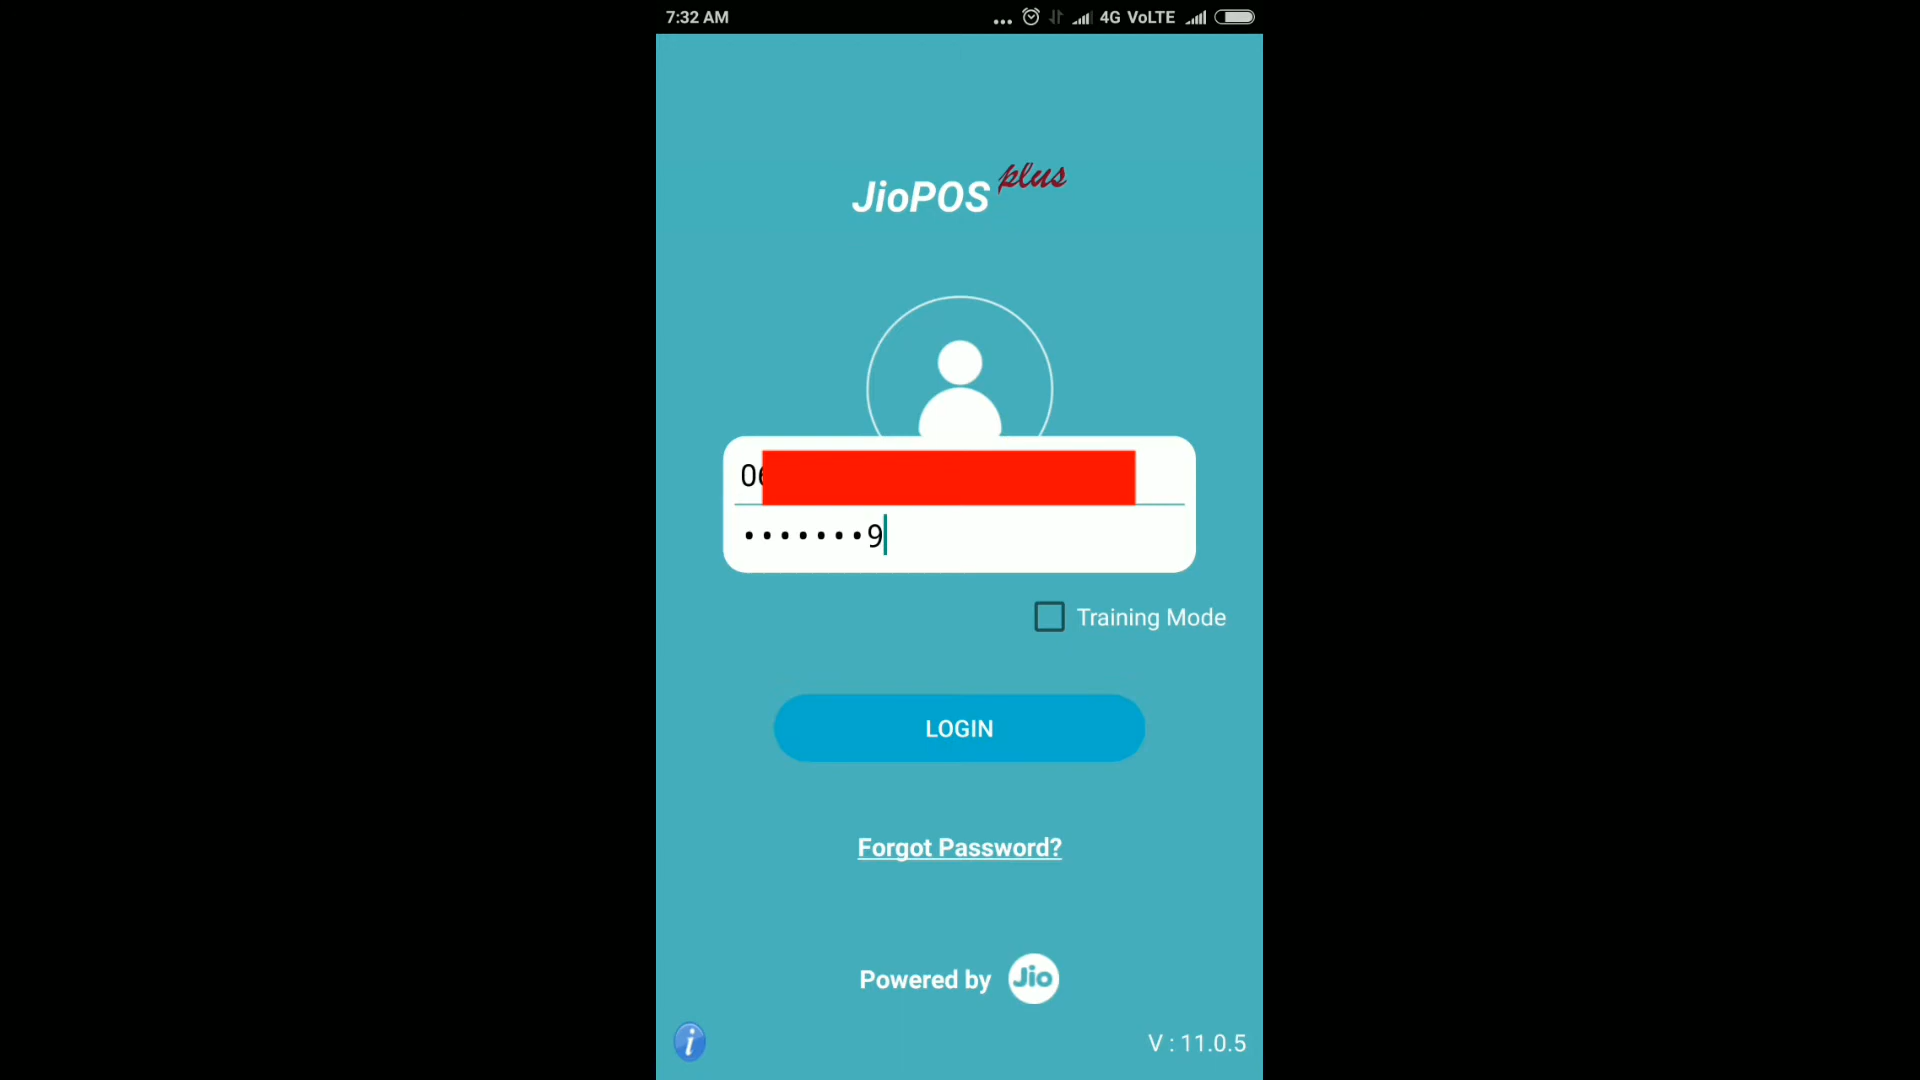 7:32 AM ... 4G VoLTE
JioPOS plus
06
•••••••9
Training Mode
LOGIN
Forgot Password?
Powered by Jio
i
V : 11.0.5